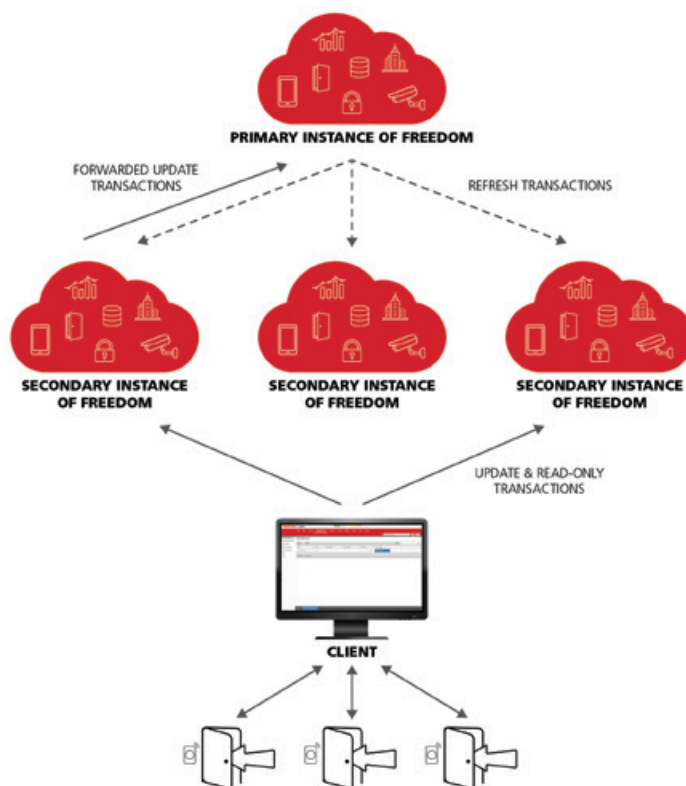 PRIMARY INSTANCE OF FREEDOM
FORWARDED UPDATE
TRANSACTIONS
REFRESH TRANSACTIONS
SECONDARY INSTANCE
OF FREEDOM
SECONDARY INSTANCE
OF FREEDOM
SECONDARY INSTANCE
OF FREEDOM
UPDATE & READ-ONLY
TRANSACTIONS
CLIENT